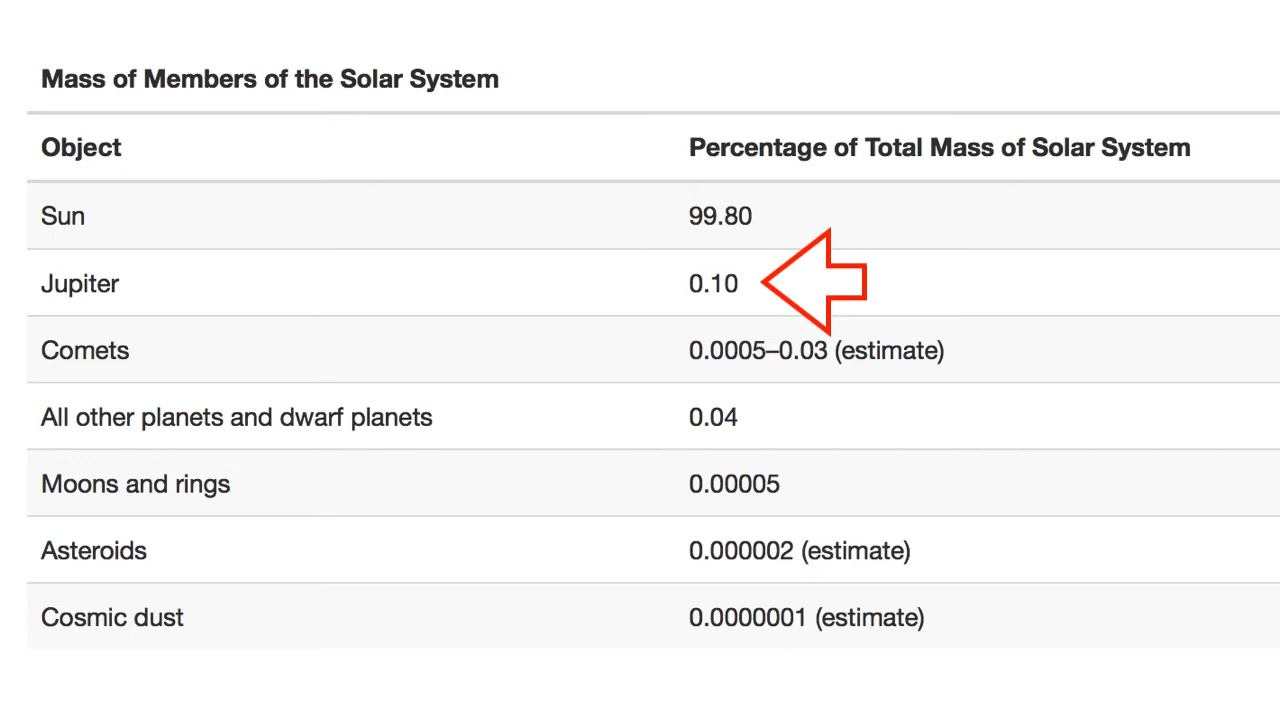 Mass of Members of the Solar System
Object Percentage of Total Mass of Solar System
Sun 99.80
Jupiter 0.10
Comets 0.0005–0.03 (estimate)
All other planets and dwarf planets 0.04
Moons and rings 0.00005
Asteroids 0.000002 (estimate)
Cosmic dust 0.0000001 (estimate)